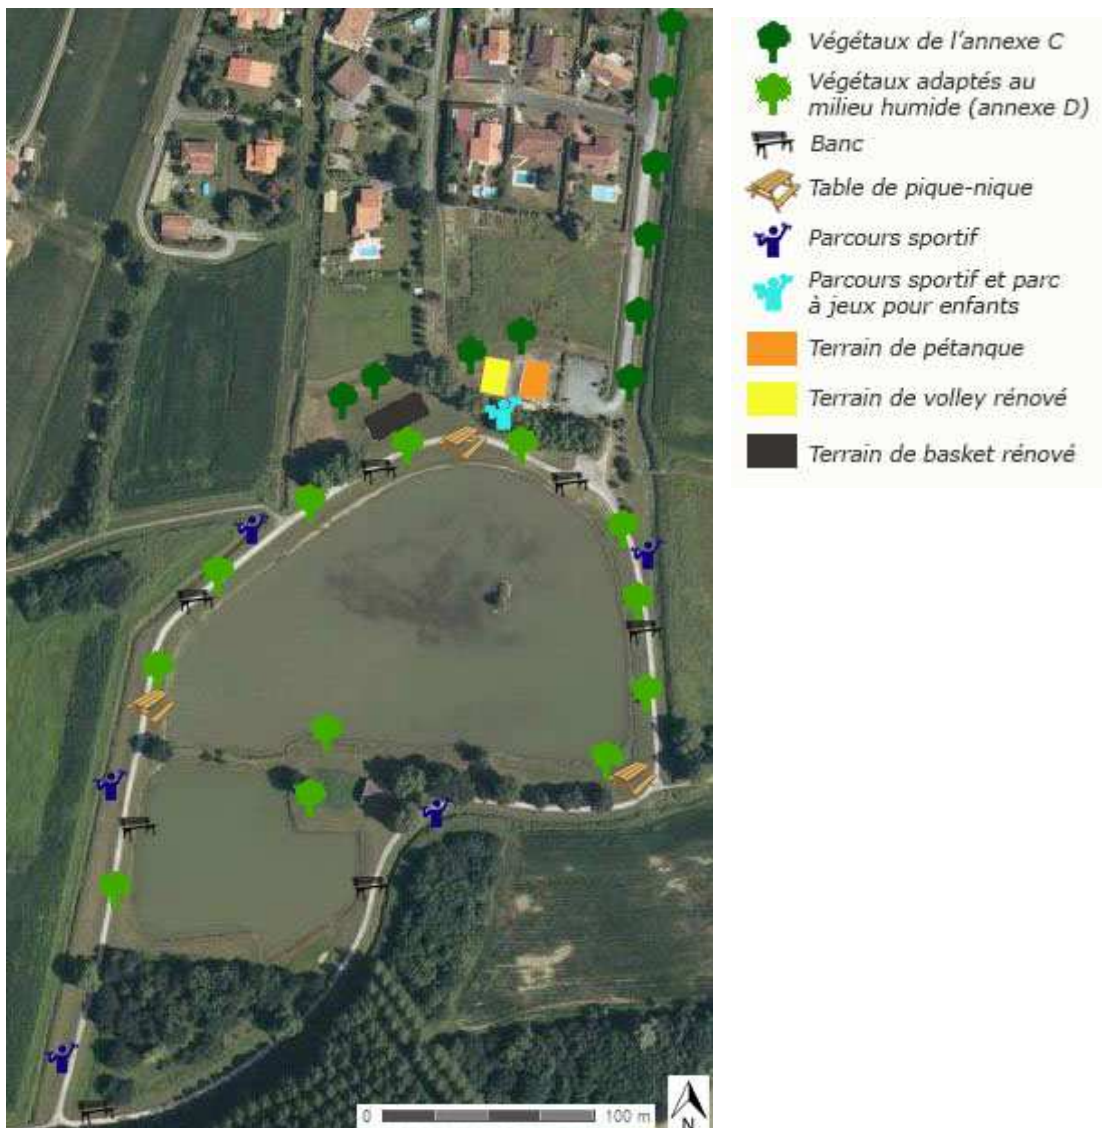 Végétaux de l'annexe C
Végétaux adaptés au
milieu humide (annexe D)
Banc
Table de pique-nique
Parcours sportif
Parcours sportif et parc
à jeux pour enfants
Terrain de pétanque
Terrain de volley rénové
Terrain de basket rénové
0 100 m
N